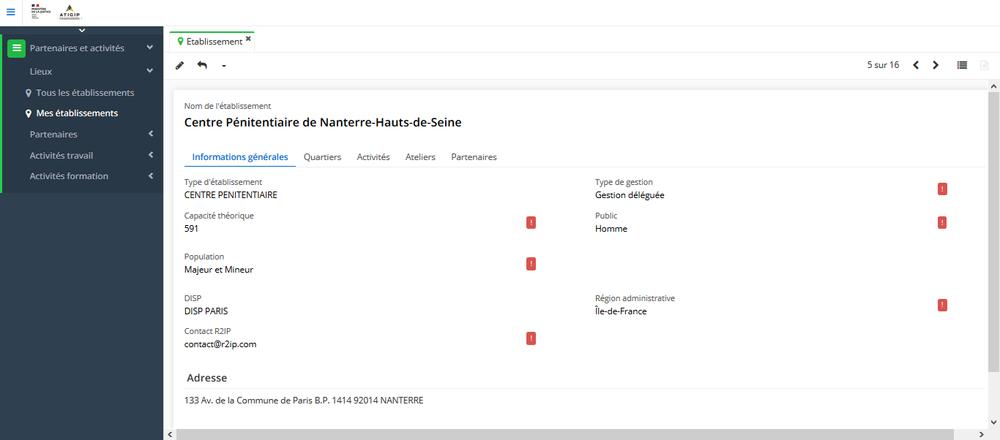 MINISTÈRE
DE LA JUSTICE
ATIGIP
Partenaires et activités
Lieux
Tous les établissements
Mes établissements
Partenaires
Activités travail
Activités formation
Etablissement
5 sur 16
Nom de l'établissement
Centre Pénitentiaire de Nanterre-Hauts-de-Seine
Informations générales Quartiers Activités Ateliers Partenaires
Type d'établissement Type de gestion
CENTRE PENITENTIAIRE Gestion déléguée !
Capacité théorique Public
591 ! Homme !
Population
Majeur et Mineur !
DISP Région administrative
DISP PARIS Île-de-France !
Contact R2IP
contact@r2ip.com !
Adresse
133 Av. de la Commune de Paris B.P. 1414 92014 NANTERRE